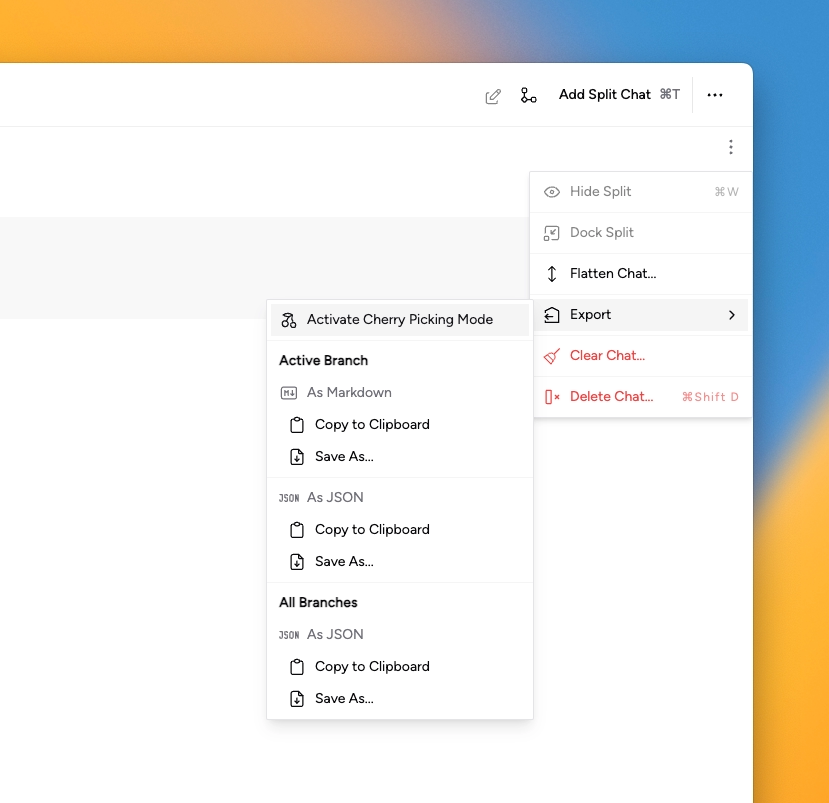 Add Split Chat ⌘T
Hide Split ⌘W
Dock Split
Flatten Chat...
Export
Clear Chat...
Delete Chat... ⌘Shift D
Activate Cherry Picking Mode
Active Branch
M↓ As Markdown
Copy to Clipboard
Save As...
JSON As JSON
Copy to Clipboard
Save As...
All Branches
JSON As JSON
Copy to Clipboard
Save As...